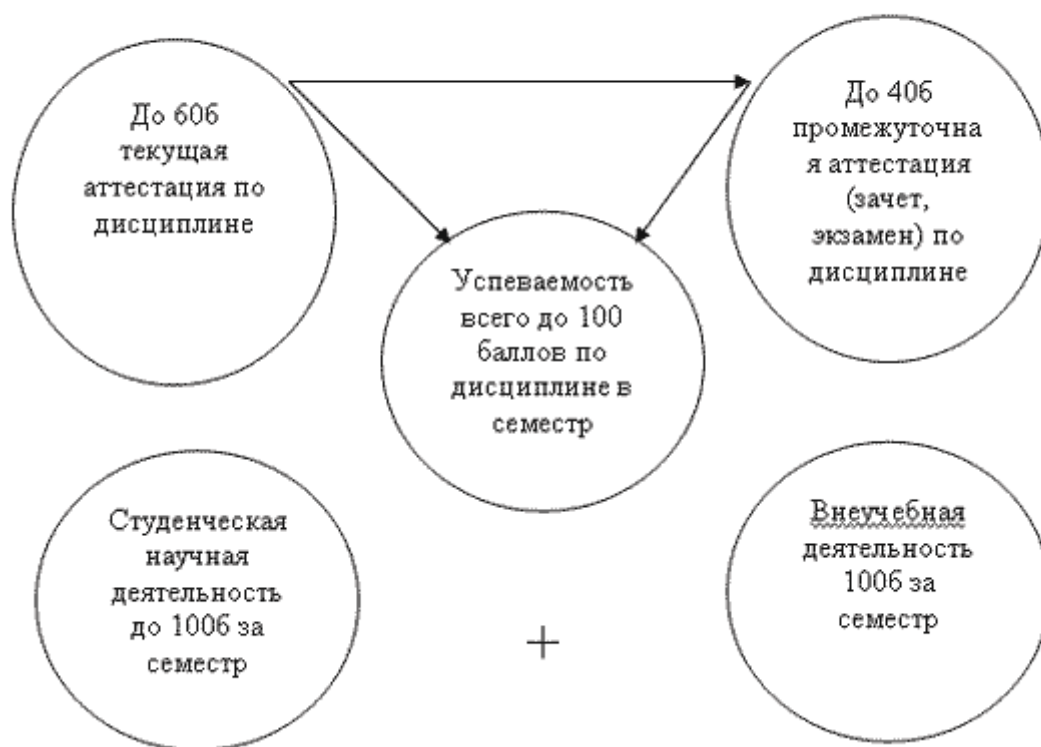 До 60б
текущая
аттестация по
дисциплине
До 40б
промежуточна
я аттестация
(зачет,
экзамен) по
дисциплине
Успеваемость
всего до 100
баллов по
дисциплине в
семестр
Студенческая
научная
деятельность
до 100б за
семестр
+
Внеучебная
деятельность
100б за
семестр